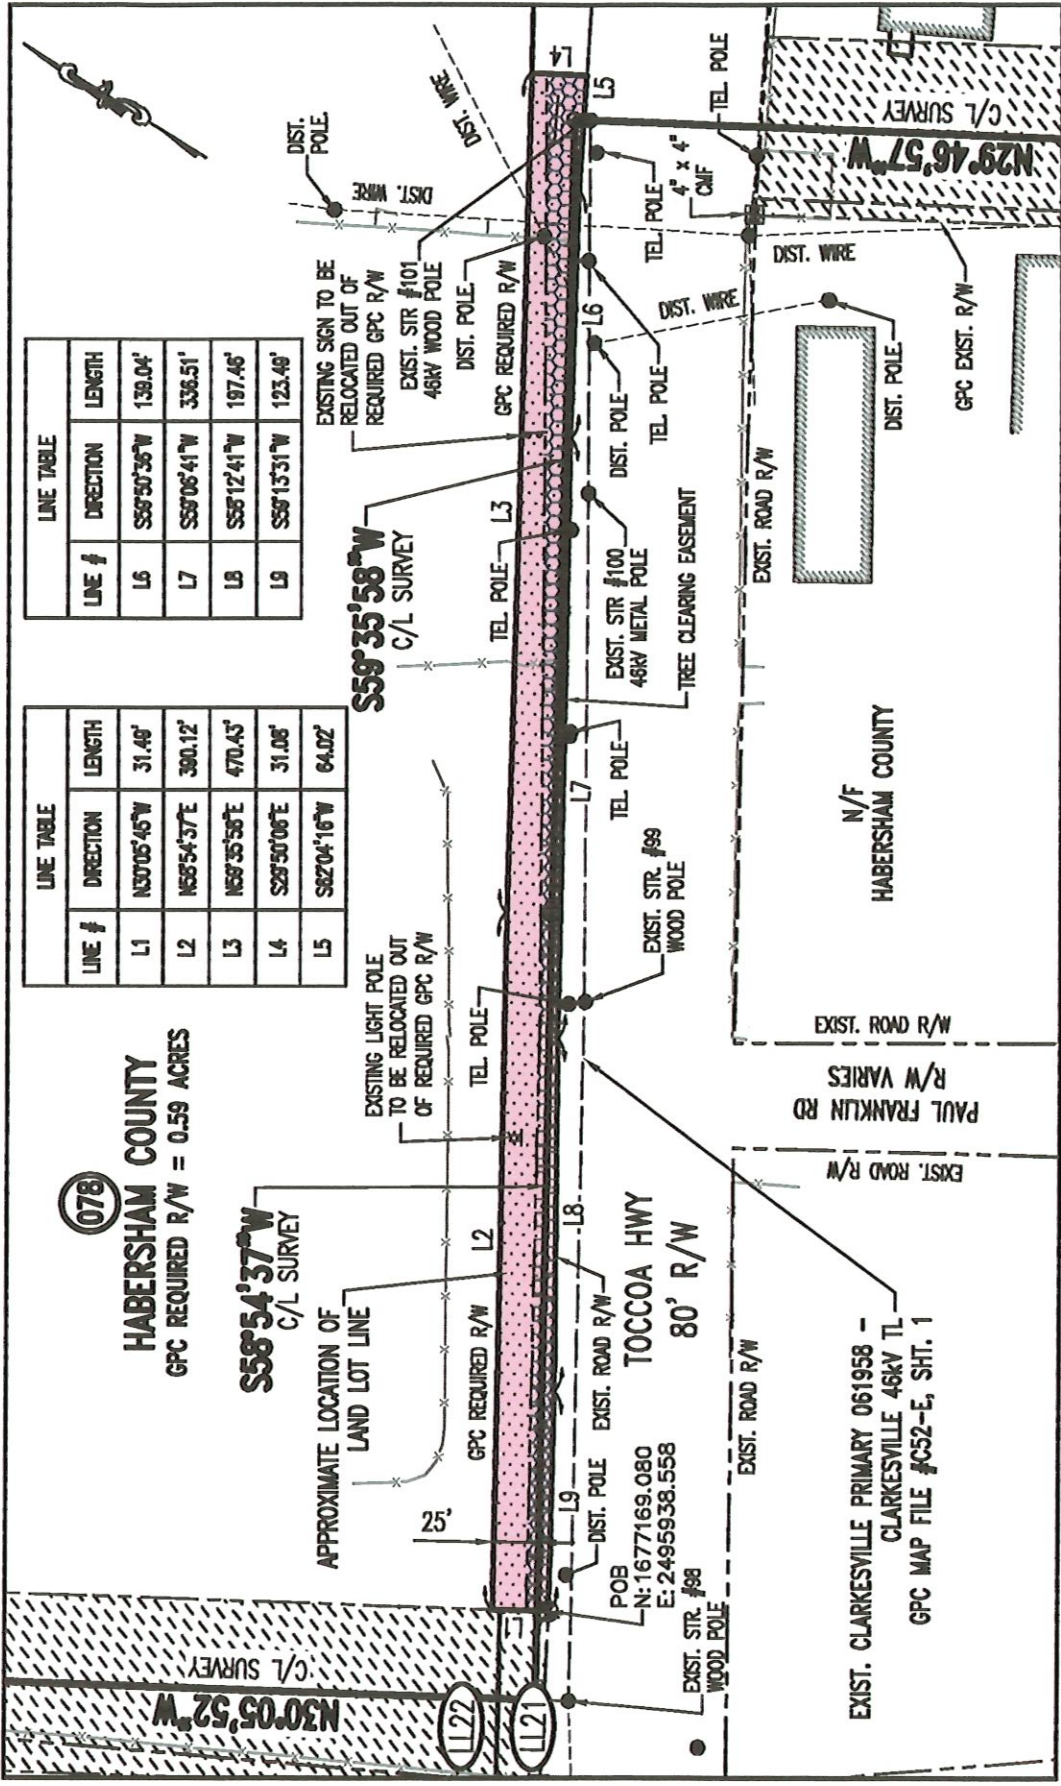 LINE TABLE
LINE # DIRECTION LENGTH
L1 N30°05'45"W 31.49'
L2 N58°54'37"E 390.12'
L3 N59°35'58"E 470.43'
L4 S29°50'06"E 31.06'
L5 S62°04'16"W 64.02'
LINE TABLE
LINE # DIRECTION LENGTH
L6 S59°50'36"W 139.04'
L7 S59°06'41"W 336.51'
L8 S58°12'41"W 197.46'
L9 S59°13'31"W 123.49'
078
HABERSHAM COUNTY
GPC REQUIRED R/W = 0.59 ACRES
S58°54'37"W
C/L SURVEY
APPROXIMATE LOCATION OF
LAND LOT LINE
EXISTING LIGHT POLE
TO BE RELOCATED OUT
OF REQUIRED GPC R/W
S59°35'58"W
C/L SURVEY
EXISTING SIGN TO BE
RELOCATED OUT OF
REQUIRED GPC R/W
EXIST. STR #101
46kV WOOD POLE
DIST. POLE
GPC REQUIRED R/W
DIST.
POLE
DIST. WIRE
DIST. WIRE
TEL. POLE
L3
TEL. POLE
GPC REQUIRED R/W
L2
25'
L1
L4
L5
N30°05'52"W
C/L SURVEY
LL22
LL21
L9
L8
L7
L6
DIST. POLE
EXIST. ROAD R/W
POB
N:1677169.080
E: 2495938.558
EXIST. STR. #98
WOOD POLE
TOCCOA HWY
80' R/W
EXIST. STR. #99
WOOD POLE
TEL. POLE
TREE CLEARING EASEMENT
EXIST. STR #100
46kV METAL POLE
DIST. POLE
TEL. POLE
TEL. POLE
4" x 4"
CMF
TEL. POLE
DIST. WIRE
DIST. WIRE
DIST. POLE
GPC EXIST. R/W
N29°46'57"W
C/L SURVEY
EXIST. ROAD R/W
EXIST. ROAD R/W
EXIST. ROAD R/W
PAUL FRANKLIN RD
R/W VARIES
EXIST. ROAD R/W
N/F
HABERSHAM COUNTY
EXIST. CLARKESVILLE PRIMARY 061958 -
CLARKESVILLE 46kV TL
GPC MAP FILE #C52-E, SHT. 1